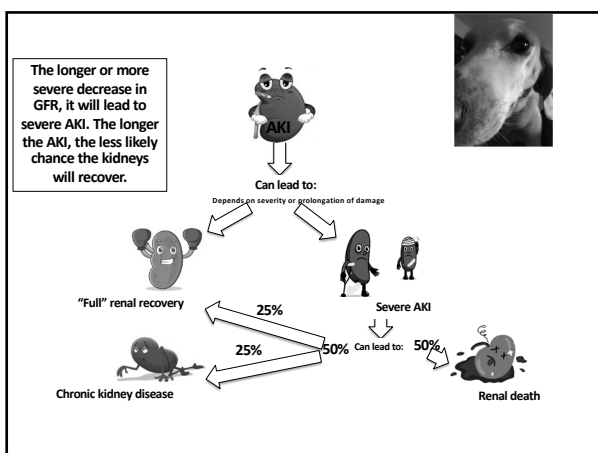 The longer or more
severe decrease in
GFR, it will lead to
severe AKI. The longer
the AKI, the less likely
chance the kidneys
will recover.
AKI
Can lead to:
Depends on severity or prolongation of damage
"Full" renal recovery
Severe AKI
25%
25%
50%
Can lead to:
50%
Chronic kidney disease
Renal death